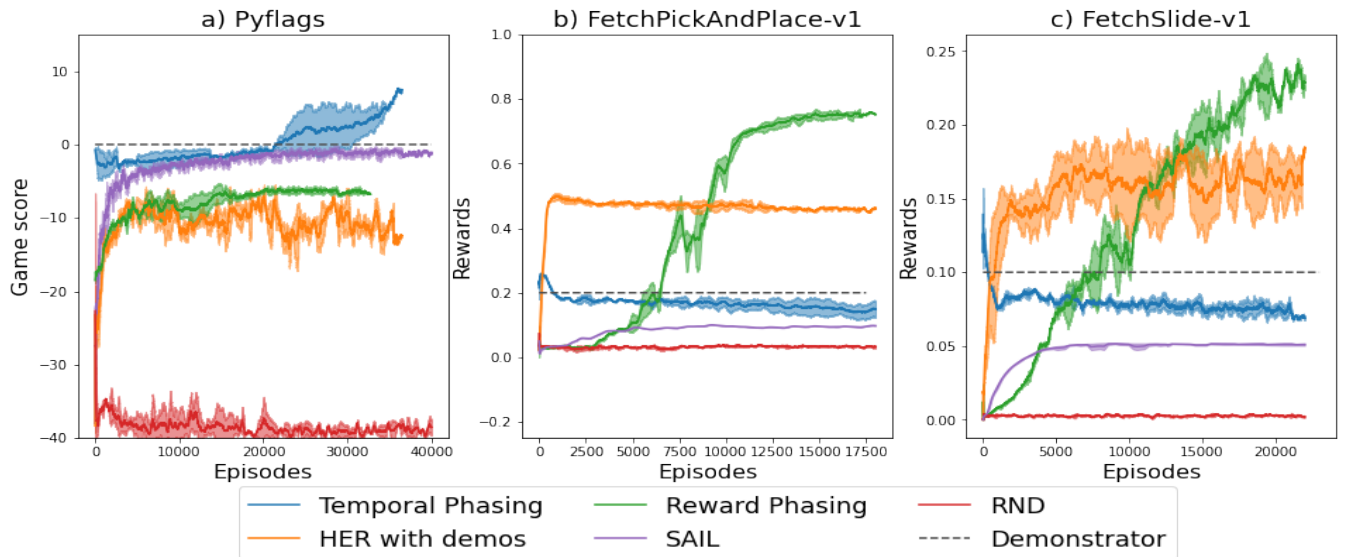 a) Pyflags
b) FetchPickAndPlace-v1
c) FetchSlide-v1
Game score
10
0
−10
−20
−30
−40
0
10000
20000
30000
40000
Episodes
Rewards
1.0
0.8
0.6
0.4
0.2
0.0
−0.2
0
2500
5000
7500
10000
12500
15000
17500
Episodes
Rewards
0.25
0.20
0.15
0.10
0.05
0.00
0
5000
10000
15000
20000
Episodes
Temporal Phasing
Reward Phasing
RND
HER with demos
SAIL
Demonstrator